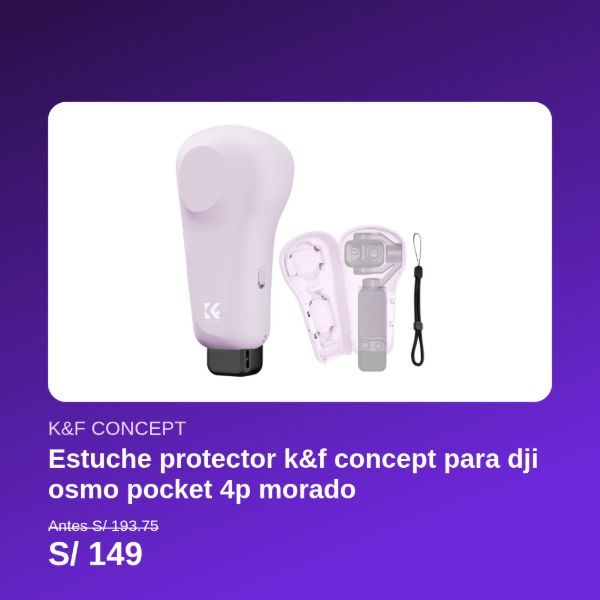 K&F CONCEPT
Estuche protector k&f concept para dji
osmo pocket 4p morado
Antes S/ 193.75
S/ 149